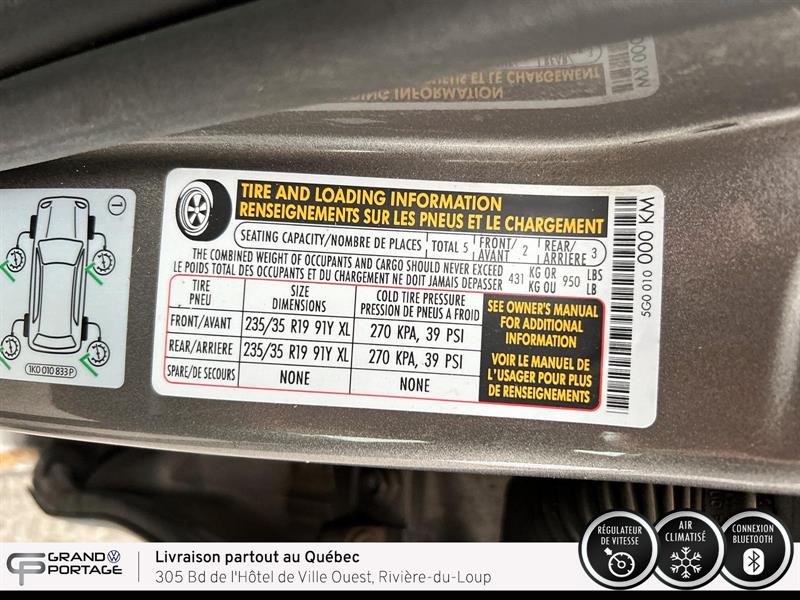 TIRE AND LOADING INFORMATION
RENSEIGNEMENTS SUR LES PNEUS ET LE CHARGEMENT
SEATING CAPACITY/NOMBRE DE PLACES TOTAL 5 FRONT/AVANT 2 REAR/ARRIERE 3
THE COMBINED WEIGHT OF OCCUPANTS AND CARGO SHOULD NEVER EXCEED 431 KG OR 950 LBS
LE POIDS TOTAL DES OCCUPANTS ET DU CHARGEMENT NE DOIT JAMAIS DEPASSER KG OU LB
TIRE SIZE COLD TIRE PRESSURE
PNEU DIMENSIONS PRESSION DE PNEUS A FROID
FRONT/AVANT 235/35 R19 91Y XL 270 KPA, 39 PSI
REAR/ARRIERE 235/35 R19 91Y XL 270 KPA, 39 PSI
SPARE/DE SECOURS NONE NONE
SEE OWNER'S MANUAL
FOR ADDITIONAL
INFORMATION
VOIR LE MANUEL DE
L'USAGER POUR PLUS
DE RENSEIGNEMENTS
5G0 010 000 KM
1K0 010 833 P
GRAND
PORTAGE
Livraison partout au Québec
305 Bd de l'Hôtel de Ville Ouest, Rivière-du-Loup
RÉGULATEUR
DE VITESSE
AIR
CLIMATISÉ
CONNEXION
BLUETOOTH